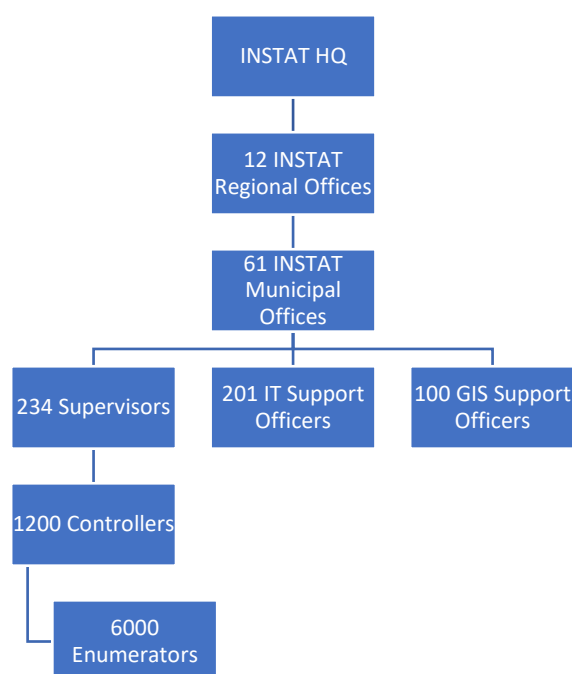 INSTAT HQ
12 INSTAT
Regional Offices
61 INSTAT
Municipal
Offices
234 Supervisors
201 IT Support
Officers
100 GIS Support
Officers
1200 Controllers
6000
Enumerators